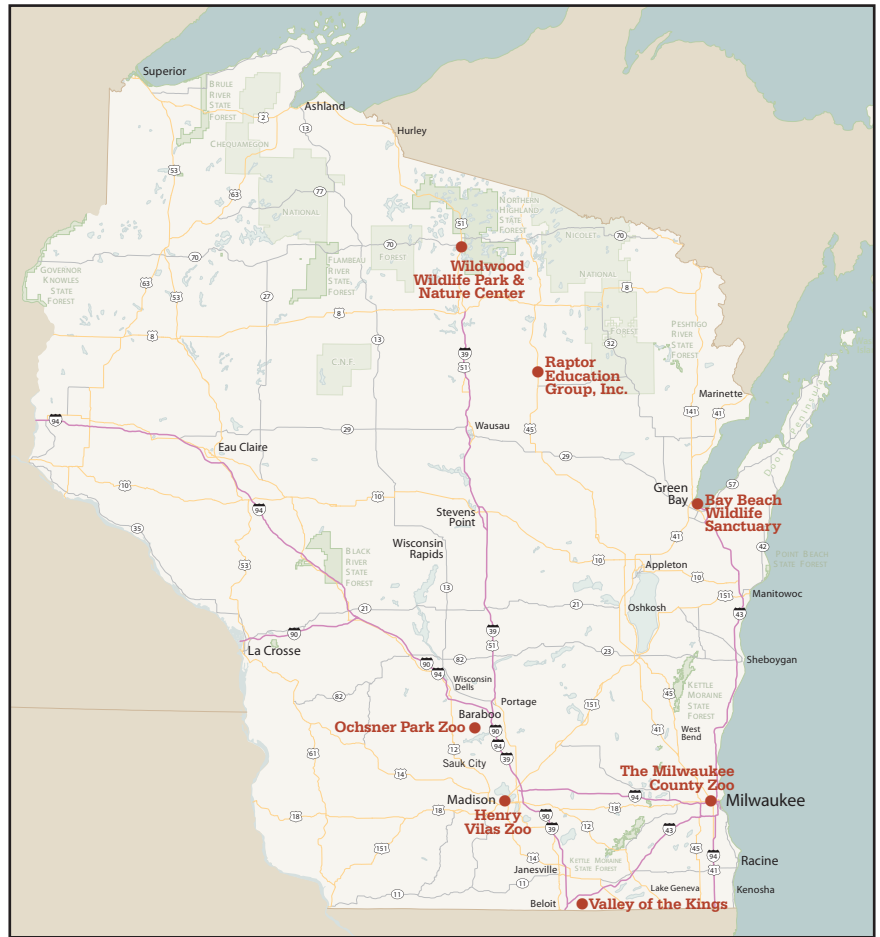 Superior
BRULE
RIVER
STATE
FOREST
2
Ashland
13
Hurley
CHEQUAMEGON
53
63
77
NATIONAL
51
NORTHERN
HIGHLAND
STATE
FOREST
NICOLET
70
70
FOREST
70
Wildwood
Wildlife Park &
Nature Center
GOVERNOR
KNOWLES
STATE
FOREST
63
53
27
FLAMBEAU
RIVER
STATE
FOREST
NATIONAL
8
8
8
13
FOREST
32
PESHTIGO
RIVER
STATE
FOREST
C.N.F.
39
51
Raptor
Education
Group, Inc.
Marinette
141
41
Door Peninsula
94
29
Wausau
45
29
Eau Claire
57
Green
Bay
Bay Beach
Wildlife
Sanctuary
10
94
10
Stevens
Point
35
Wisconsin
Rapids
41
42
POINT BEACH
STATE FOREST
53
BLACK
RIVER
STATE
FOREST
10
Appleton
10
13
151
Manitowoc
21
21
Oshkosh
43
90
39
51
La Crosse
90
94
82
23
Sheboygan
Wisconsin
Dells
82
45
KETTLE
MORAINE
STATE
FOREST
Portage
151
Baraboo
Ochsner Park Zoo
90
94
39
41
West
Bend
61
12
Sauk City
14
The Milwaukee
County Zoo
94
Madison
Milwaukee
Henry
Vilas Zoo
18
18
90
39
18
12
43
151
14
KETTLE MORAINE
STATE FOREST
45
94
41
Racine
Janesville
11
11
Lake Geneva
Kenosha
Beloit
Valley of the Kings